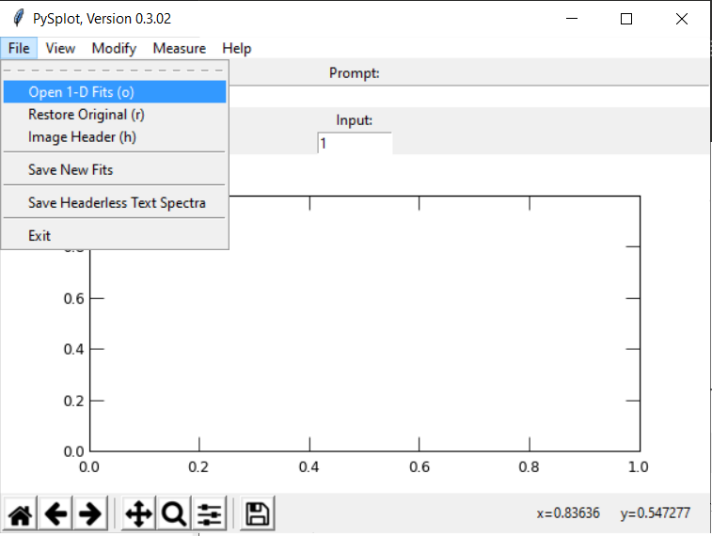 PySplot, Version 0.3.02
File View Modify Measure Help
Prompt:
Open 1-D Fits (o)
Restore Original (r)
Image Header (h)
Save New Fits
Save Headerless Text Spectra
Exit
Input:
1
0.6
0.4
0.2
0.0
0.0 0.2 0.4 0.6 0.8 1.0
x=0.83636 y=0.547277